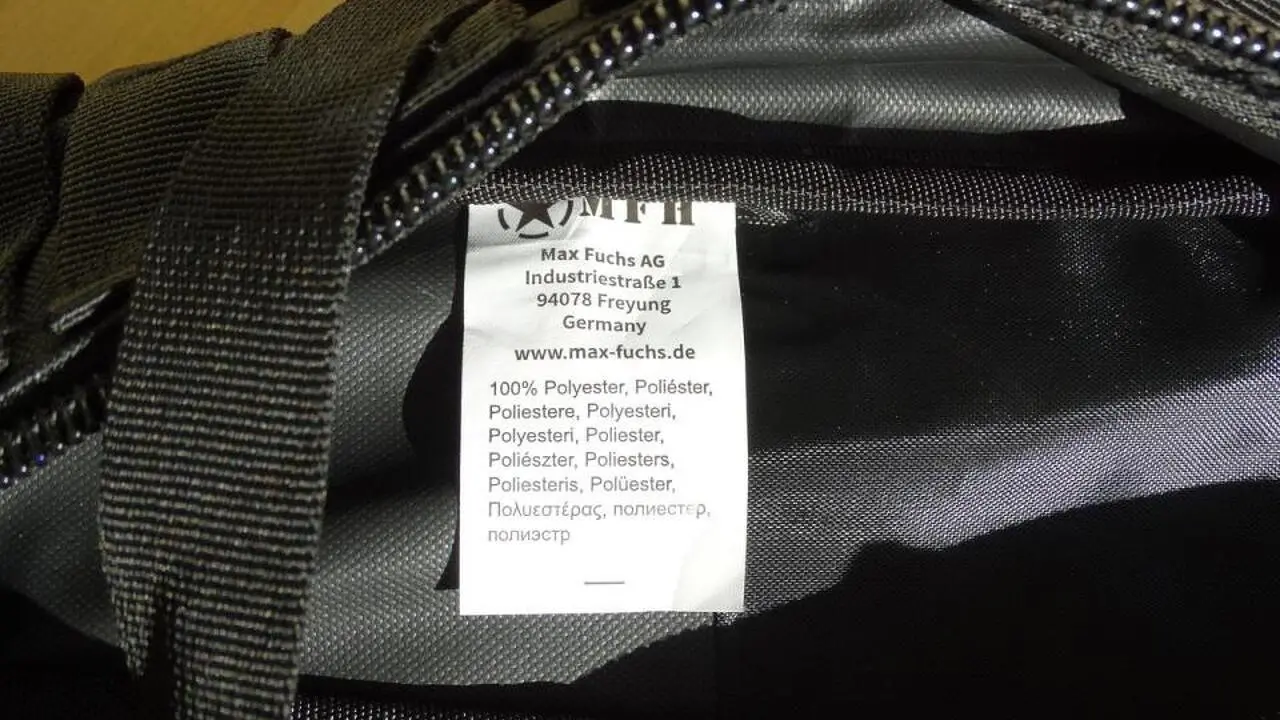 MFH
Max Fuchs AG
Industriestraße 1
94078 Freyung
Germany
www.max-fuchs.de
100% Polyester, Poliéster,
Poliestere, Polyesteri,
Polyesteri, Poliester,
Poliészter, Poliesters,
Poliesteris, Polüester,
Πολυεστέρας, полиестер,
полиэстр